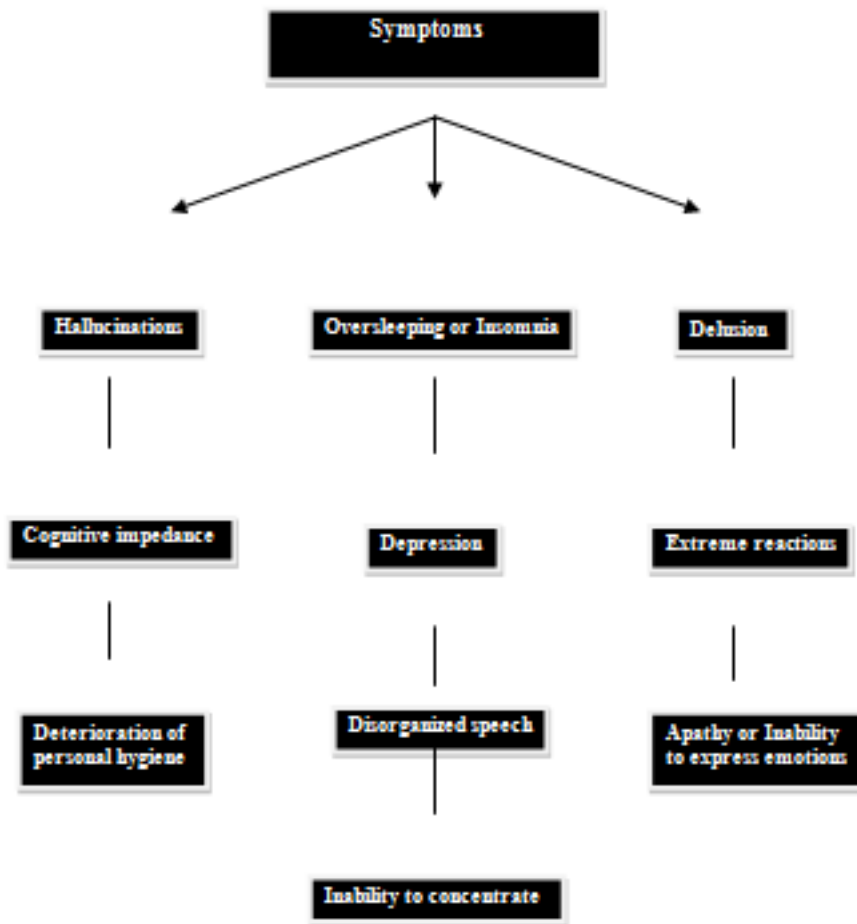 Symptoms
Hallucinations
Oversleeping or Insomnia
Delusion
Cognitive impedance
Depression
Extreme reactions
Deterioration of
personal hygiene
Disorganized speech
Apathy or Inability
to express emotions
Inability to concentrate